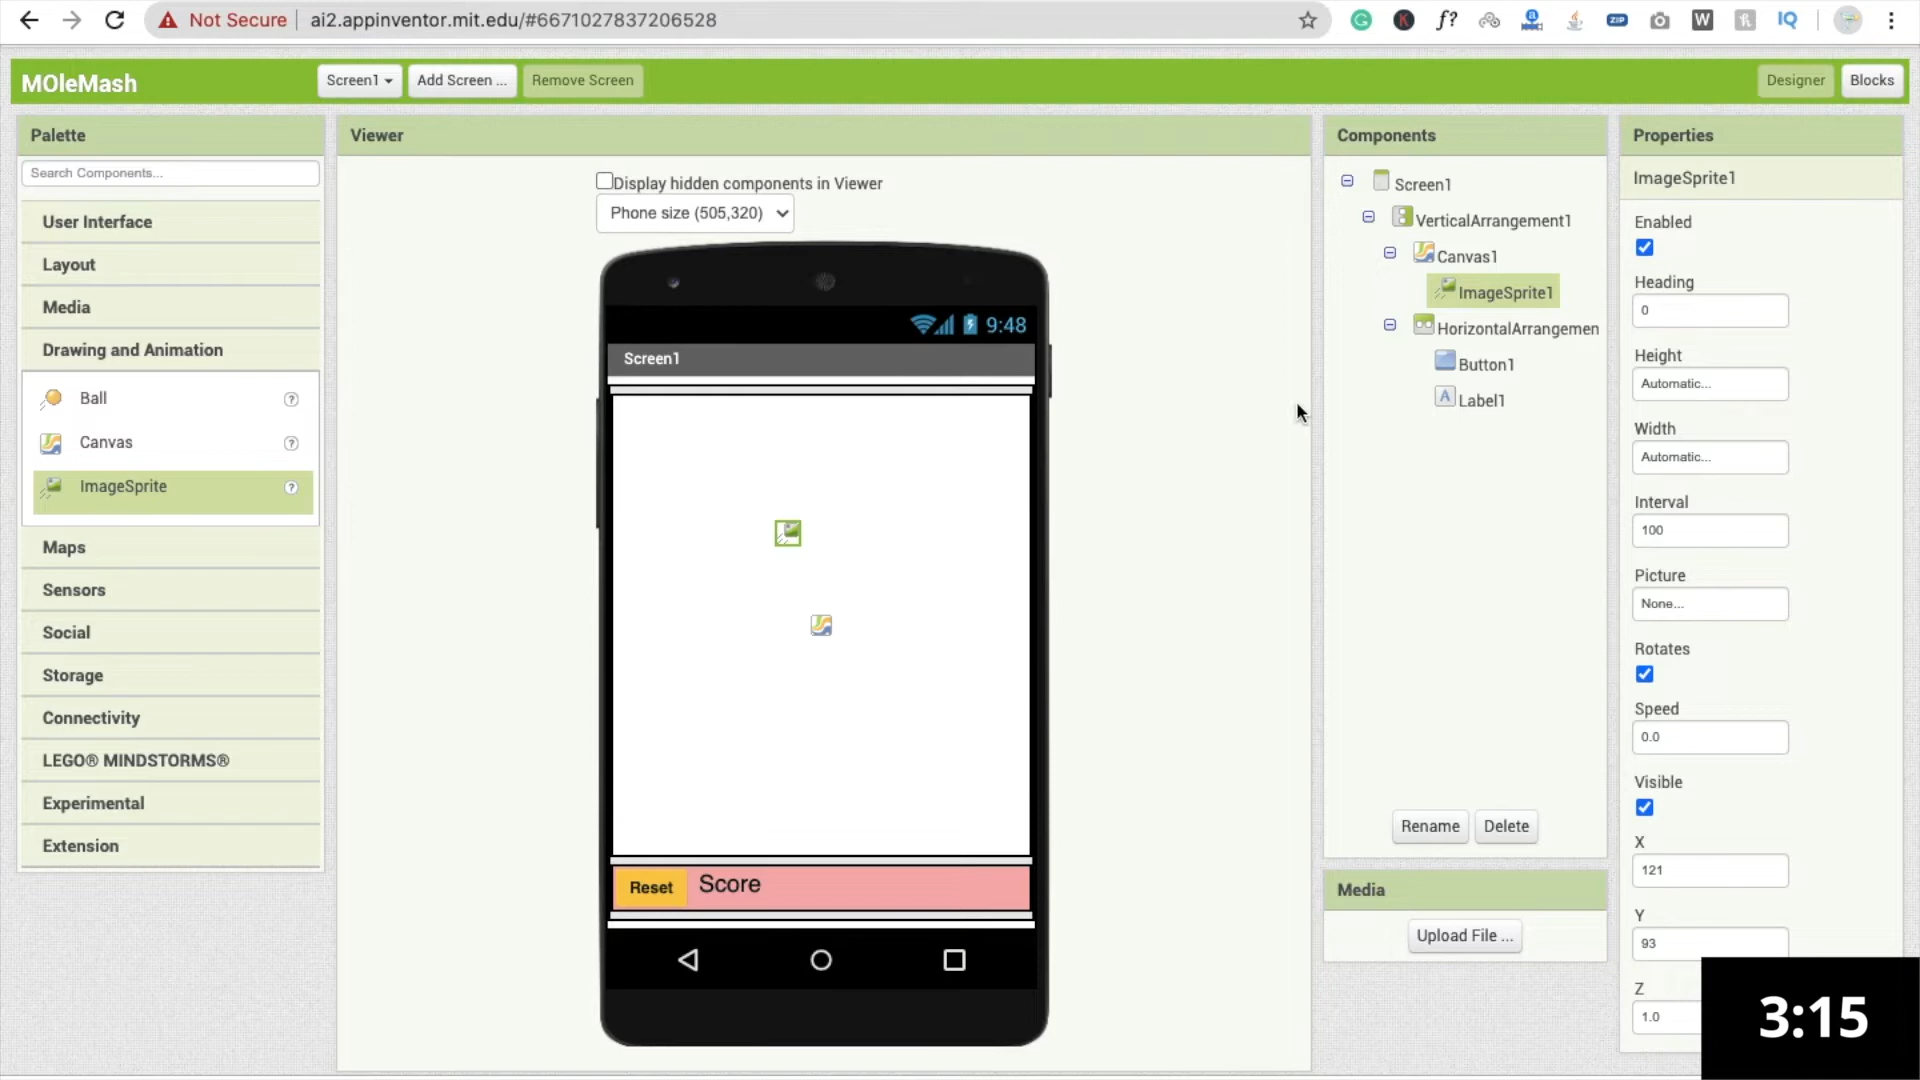 Not Secure
ai2.appinventor.mit.edu/#6671027837206528
f?
a
ZIP
W
IQ
MOleMash
Screen1
Add Screen ...
Remove Screen
Designer
Blocks
Palette
Search Components...
User Interface
Layout
Media
Drawing and Animation
Ball
?
Canvas
?
ImageSprite
?
Maps
Sensors
Social
Storage
Connectivity
LEGO® MINDSTORMS®
Experimental
Extension
Viewer
Display hidden components in Viewer
Phone size (505,320)
9:48
Screen1
Reset
Score
Components
Screen1
VerticalArrangement1
Canvas1
ImageSprite1
HorizontalArrangemen
Button1
A
Label1
Rename
Delete
Media
Upload File ...
Properties
ImageSprite1
Enabled
Heading
0
Height
Automatic...
Width
Automatic...
Interval
100
Picture
None...
Rotates
Speed
0.0
Visible
X
121
Y
93
Z
1.0
3:15